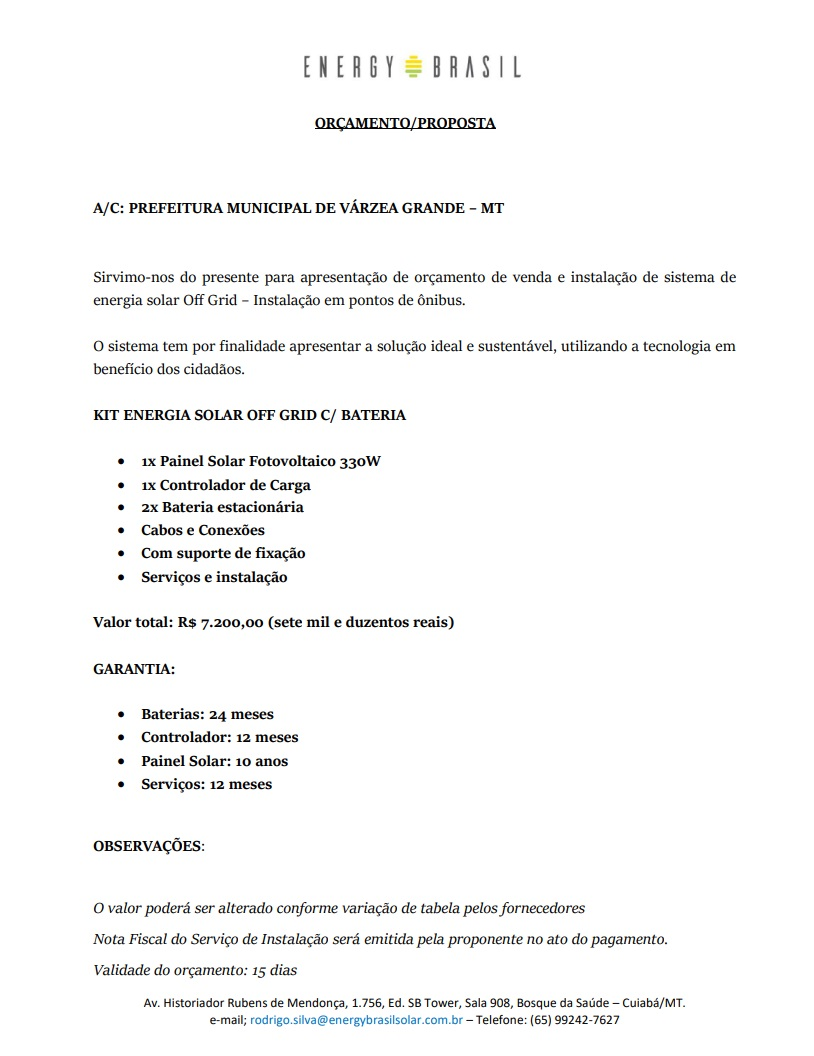 ENERGY BRASIL
ORÇAMENTO/PROPOSTA
A/C: PREFEITURA MUNICIPAL DE VÁRZEA GRANDE – MT
Sirvimo-nos do presente para apresentação de orçamento de venda e instalação de sistema de
energia solar Off Grid – Instalação em pontos de ônibus.
O sistema tem por finalidade apresentar a solução ideal e sustentável, utilizando a tecnologia em
benefício dos cidadãos.
KIT ENERGIA SOLAR OFF GRID C/ BATERIA
• 1x Painel Solar Fotovoltaico 330W
• 1x Controlador de Carga
• 2x Bateria estacionária
• Cabos e Conexões
• Com suporte de fixação
• Serviços e instalação
Valor total: R$ 7.200,00 (sete mil e duzentos reais)
GARANTIA:
• Baterias: 24 meses
• Controlador: 12 meses
• Painel Solar: 10 anos
• Serviços: 12 meses
OBSERVAÇÕES:
O valor poderá ser alterado conforme variação de tabela pelos fornecedores
Nota Fiscal do Serviço de Instalação será emitida pela proponente no ato do pagamento.
Validade do orçamento: 15 dias
Av. Historiador Rubens de Mendonça, 1.756, Ed. SB Tower, Sala 908, Bosque da Saúde – Cuiabá/MT.
e-mail; rodrigo.silva@energybrasilsolar.com.br – Telefone: (65) 99242-7627